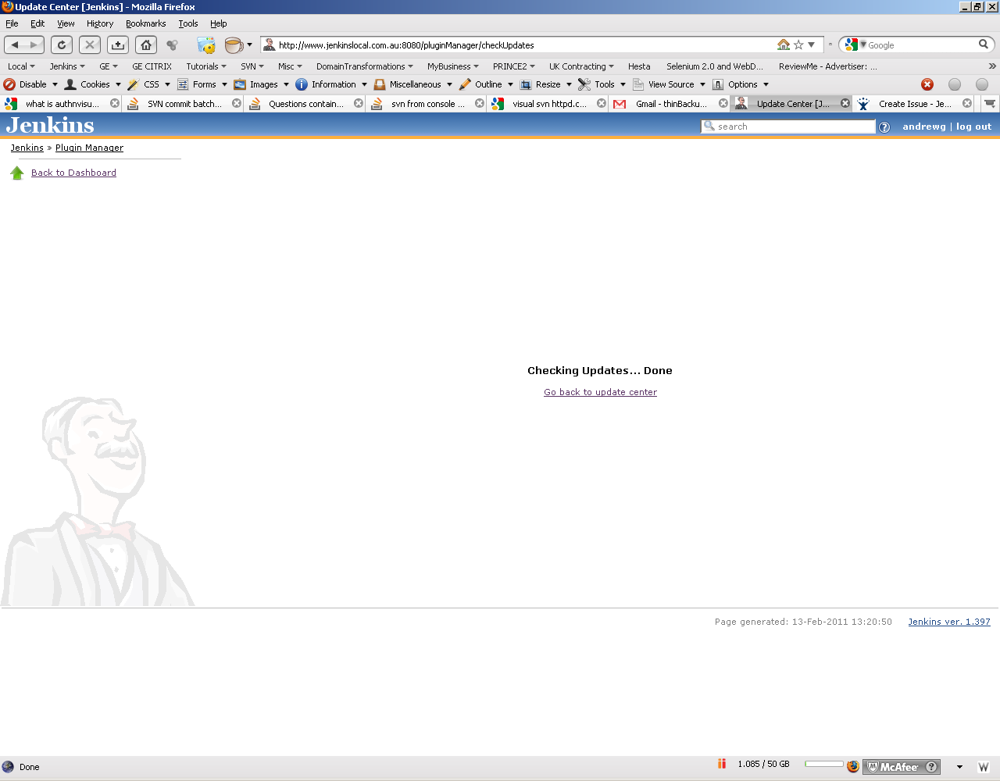 Update Center [Jenkins] - Mozilla Firefox
File Edit View History Bookmarks Tools Help
http://www.jenkinslocal.com.au:8080/pluginManager/checkUpdates Google
Local Jenkins GE GE CITRIX Tutorials SVN Misc DomainTransformations MyBusiness PRINCE2 UK Contracting Hesta Selenium 2.0 and WebD... ReviewMe - Advertiser: ...
Disable Cookies CSS Forms Images Information Miscellaneous Outline Resize Tools View Source Options
what is authnvisu... SVN commit batch... Questions contain... svn from console ... visual svn httpd.c... Gmail - thinBacku... Update Center [J... Create Issue - Je...
Jenkins search andrewg | log out
Jenkins » Plugin Manager
Back to Dashboard
Checking Updates... Done
Go back to update center
Page generated: 13-Feb-2011 13:20:50 Jenkins ver. 1.397
Done 1.085 / 50 GB McAfee